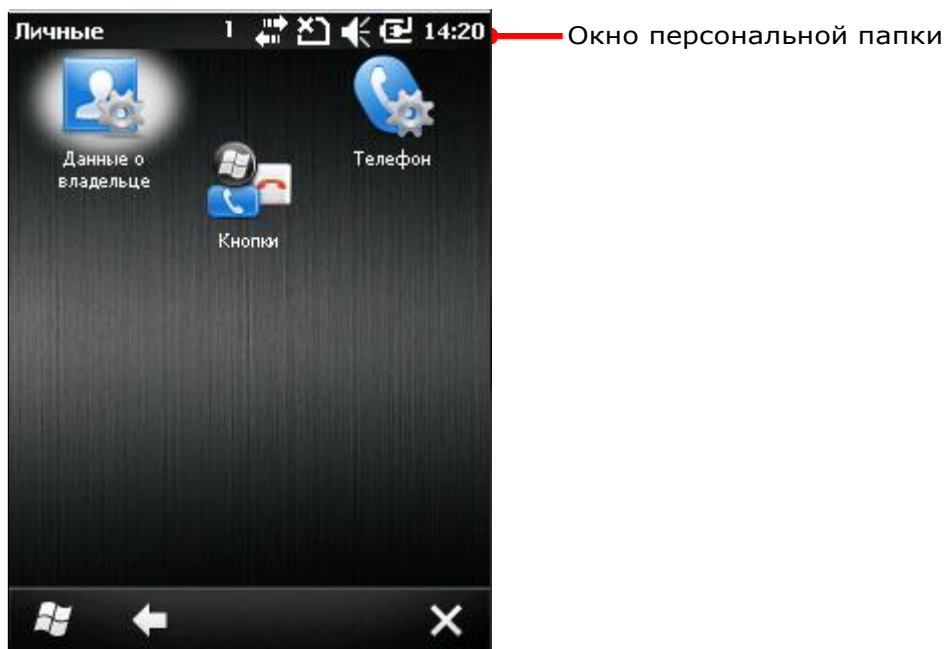 Личные 1 14:20
Окно персональной папки
Данные о
владельце
Телефон
Кнопки